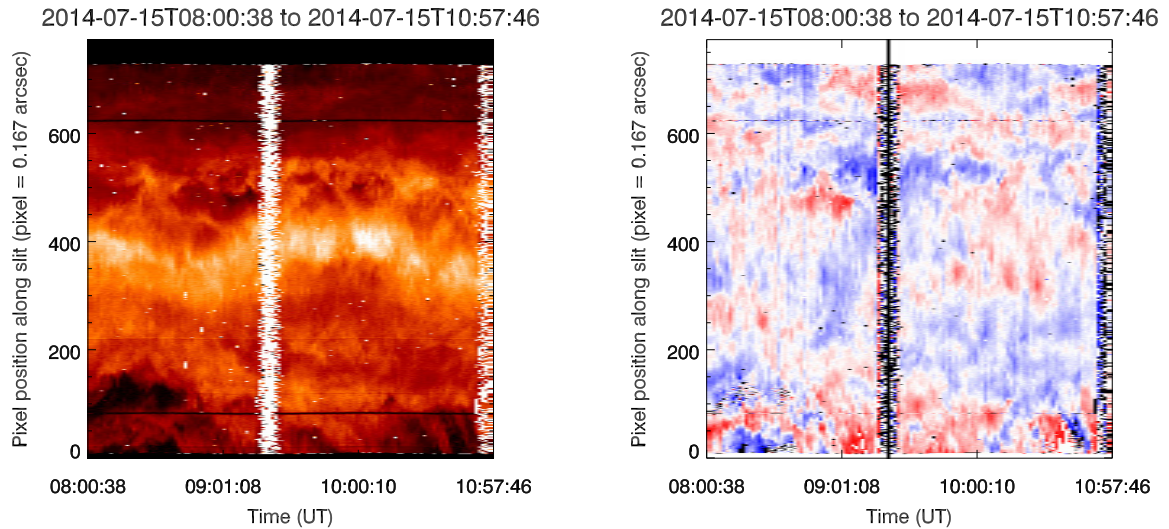 2014-07-15T08:00:38 to 2014-07-15T10:57:46
Pixel position along slit (pixel = 0.167 arcsec)
600
400
200
0
08:00:38 09:01:08 10:00:10 10:57:46
Time (UT)
2014-07-15T08:00:38 to 2014-07-15T10:57:46
Pixel position along slit (pixel = 0.167 arcsec)
600
400
200
0
08:00:38 09:01:08 10:00:10 10:57:46
Time (UT)